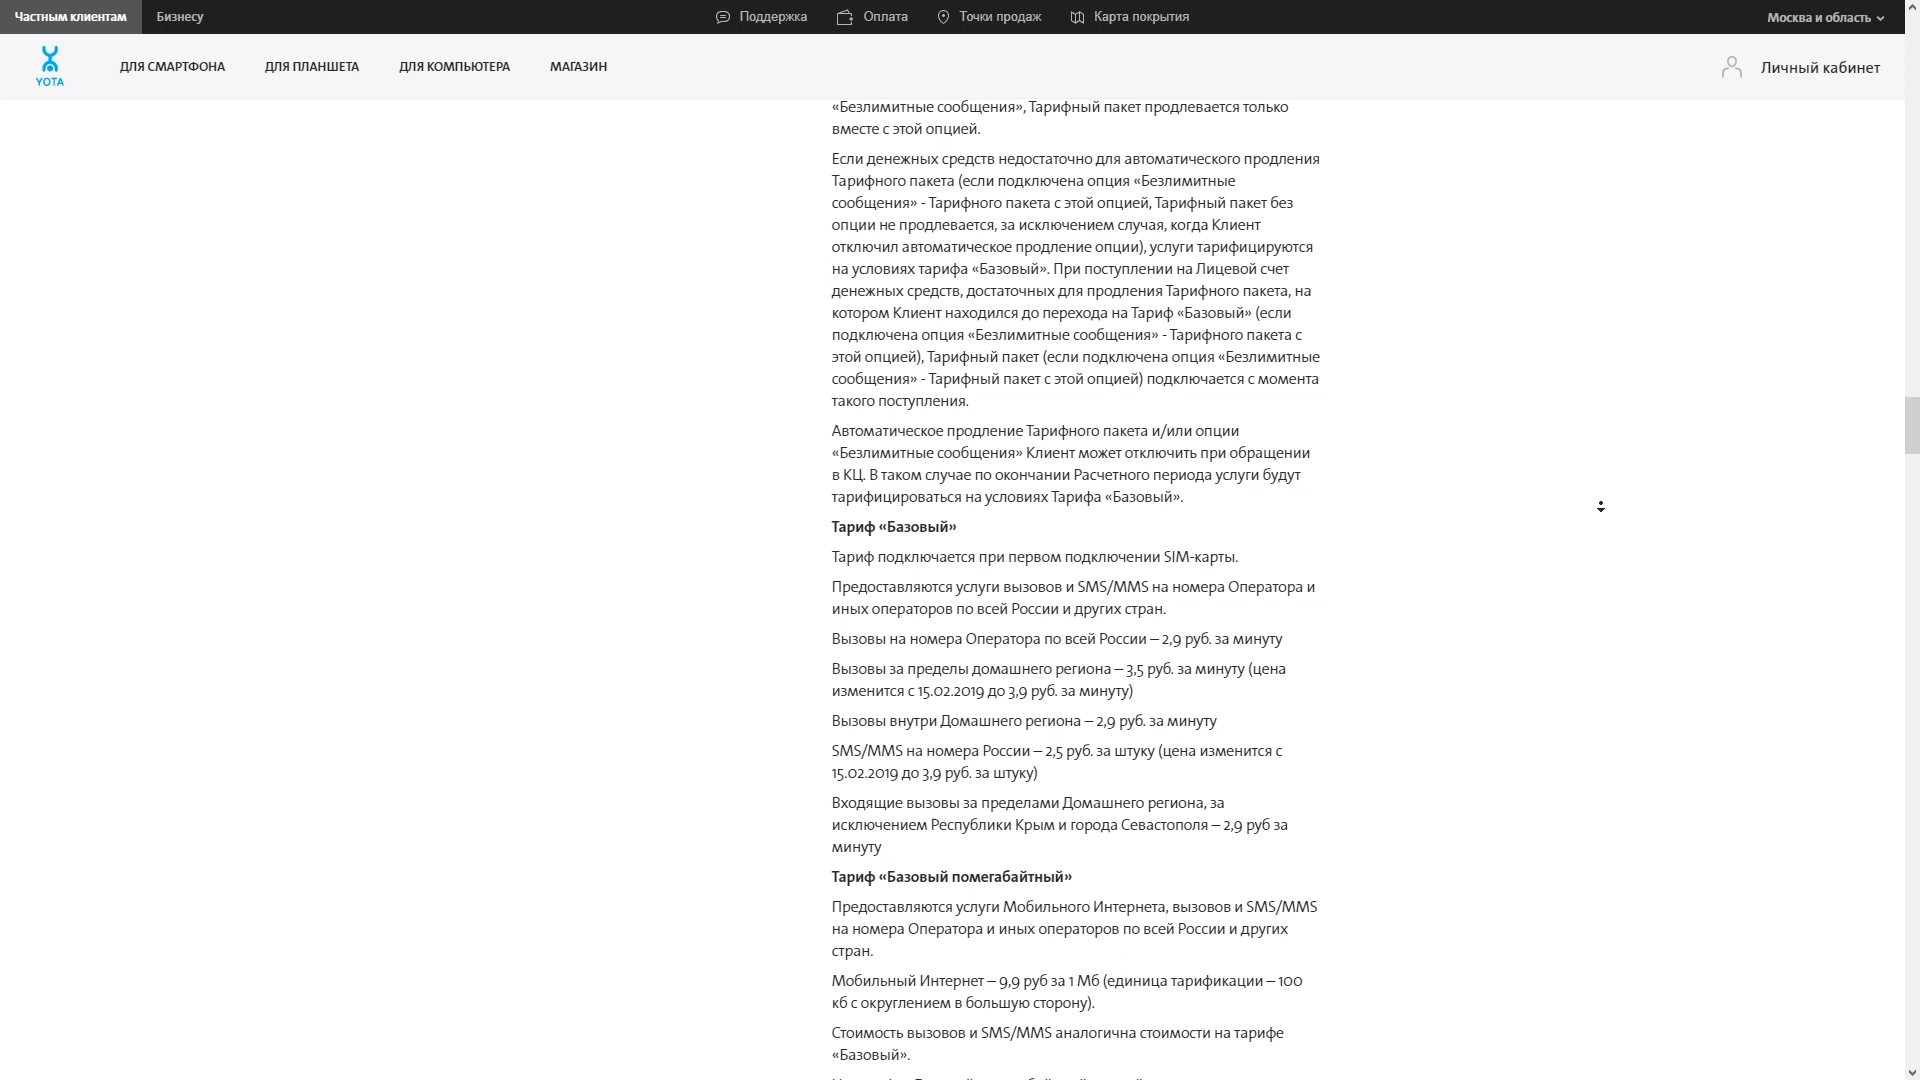 Частным клиентам
Бизнесу
Поддержка
Оплата
Точки продаж
Карта покрытия
Москва и область
YOTA
ДЛЯ СМАРТФОНА
ДЛЯ ПЛАНШЕТА
ДЛЯ КОМПЬЮТЕРА
МАГАЗИН
Личный кабинет
«Безлимитные сообщения», Тарифный пакет продлевается только
вместе с этой опцией.
Если денежных средств недостаточно для автоматического продления
Тарифного пакета (если подключена опция «Безлимитные
сообщения» - Тарифного пакета с этой опцией, Тарифный пакет без
опции не продлевается, за исключением случая, когда Клиент
отключил автоматическое продление опции), услуги тарифицируются
на условиях тарифа «Базовый». При поступлении на Лицевой счет
денежных средств, достаточных для продления Тарифного пакета, на
котором Клиент находился до перехода на Тариф «Базовый» (если
подключена опция «Безлимитные сообщения» - Тарифного пакета с
этой опцией), Тарифный пакет (если подключена опция «Безлимитные
сообщения» - Тарифный пакет с этой опцией) подключается с момента
такого поступления.
Автоматическое продление Тарифного пакета и/или опции
«Безлимитные сообщения» Клиент может отключить при обращении
в КЦ. В таком случае по окончании Расчетного периода услуги будут
тарифицироваться на условиях Тарифа «Базовый».
Тариф «Базовый»
Тариф подключается при первом подключении SIM-карты.
Предоставляются услуги вызовов и SMS/MMS на номера Оператора и
иных операторов по всей России и других стран.
Вызовы на номера Оператора по всей России – 2,9 руб. за минуту
Вызовы за пределы домашнего региона – 3,5 руб. за минуту (цена
изменится с 15.02.2019 до 3,9 руб. за минуту)
Вызовы внутри Домашнего региона – 2,9 руб. за минуту
SMS/MMS на номера России – 2,5 руб. за штуку (цена изменится с
15.02.2019 до 3,9 руб. за штуку)
Входящие вызовы за пределами Домашнего региона, за
исключением Республики Крым и города Севастополя – 2,9 руб за
минуту
Тариф «Базовый помегабайтный»
Предоставляются услуги Мобильного Интернета, вызовов и SMS/MMS
на номера Оператора и иных операторов по всей России и других
стран.
Мобильный Интернет – 9,9 руб за 1 Мб (единица тарификации – 100
кб с округлением в большую сторону).
Стоимость вызовов и SMS/MMS аналогична стоимости на тарифе
«Базовый».